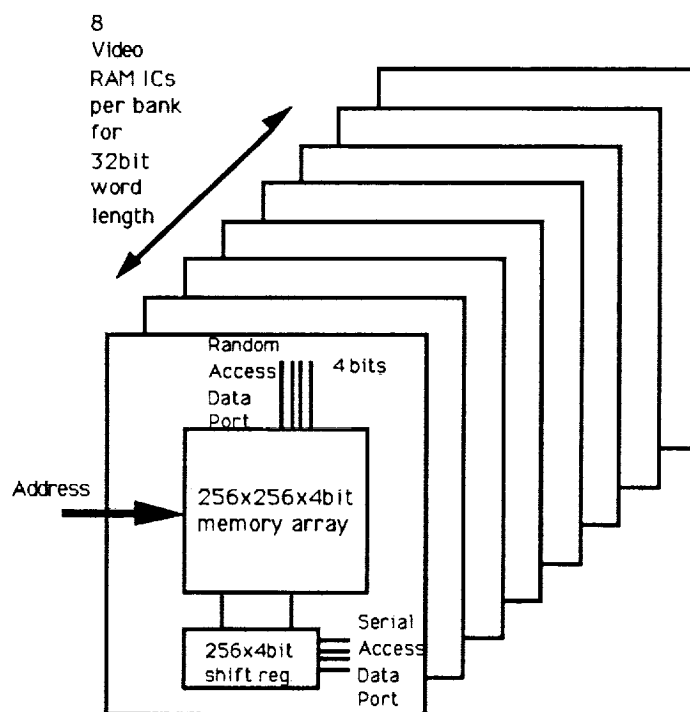 8
Video
RAM ICs
per bank
for
32bit
word
length
Random
Access
Data
Port
4 bits
Address
256x256x4bit
memory array
256x4bit
shift reg.
Serial
Access
Data
Port